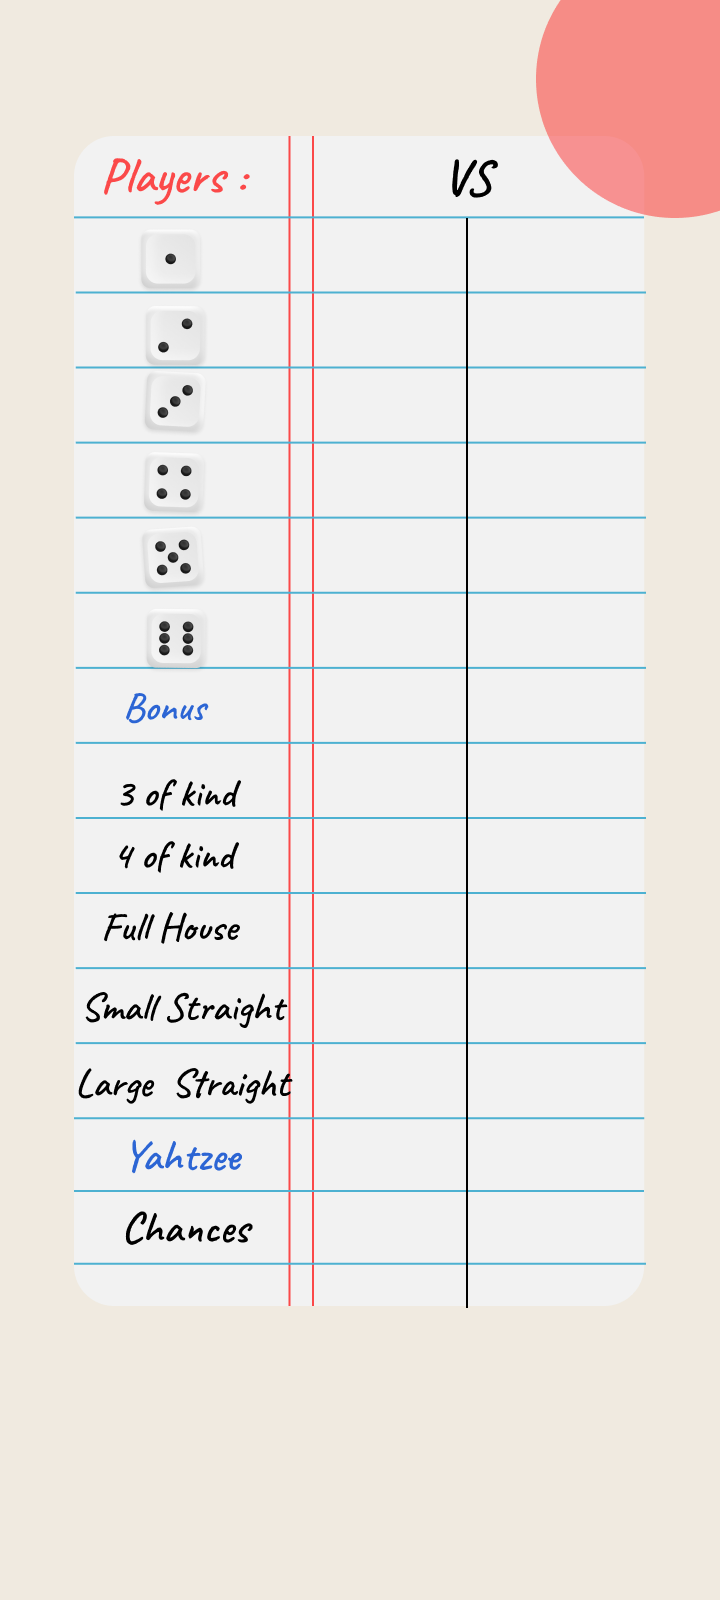 Players :
VS
Bonus
3 of kind
4 of kind
Full House
Small Straight
Large Straight
Yahtzee
Chances